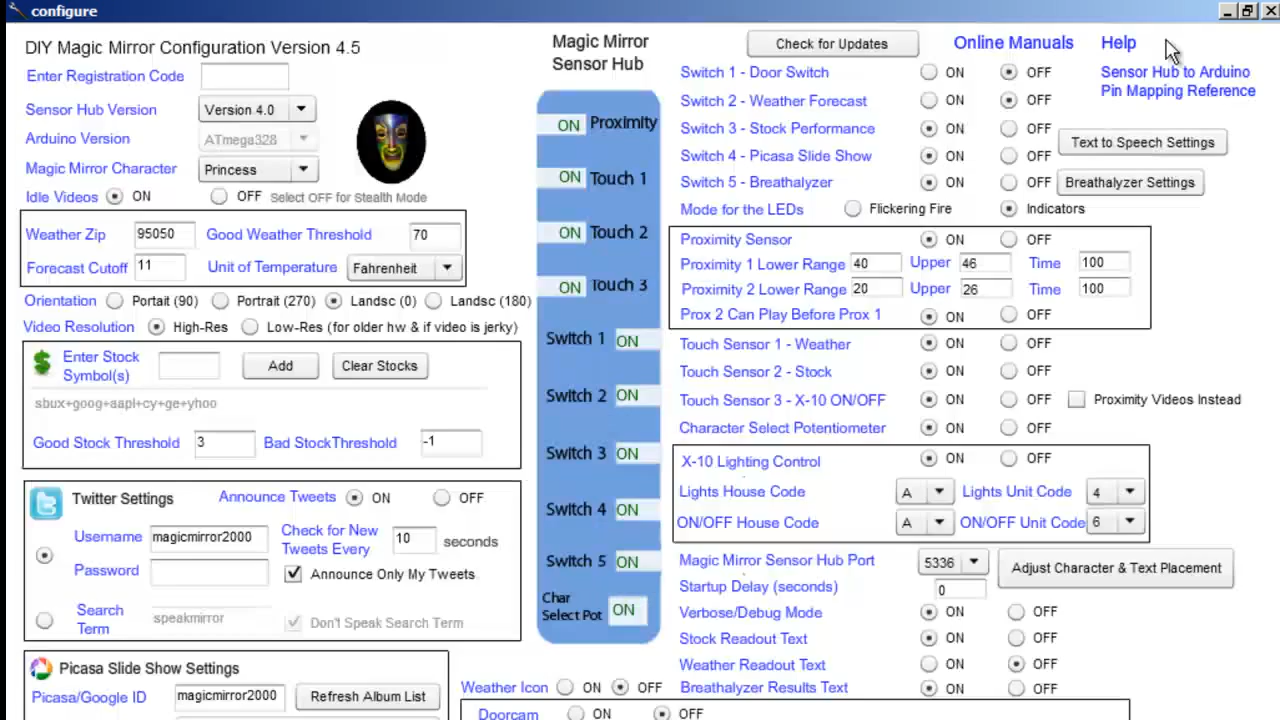 configure
DIY Magic Mirror Configuration Version 4.5
Enter Registration Code
Sensor Hub Version Version 4.0
Arduino Version ATmega328
Magic Mirror Character Princess
Idle Videos ON OFF Select OFF for Stealth Mode
Weather Zip 95050 Good Weather Threshold 70
Forecast Cutoff 11 Unit of Temperature Fahrenheit
Orientation Portait (90) Portrait (270) Landsc (0) Landsc (180)
Video Resolution High-Res Low-Res (for older hw & if video is jerky)
Enter Stock
Symbol(s) Add Clear Stocks
sbux+goog+aapl+cy+ge+yhoo
Good Stock Threshold 3 Bad StockThreshold -1
Twitter Settings Announce Tweets ON OFF
Username magicmirror2000 Check for New
Tweets Every 10 seconds
Password Announce Only My Tweets
Search
Term speakmirror Don't Speak Search Term
Picasa Slide Show Settings
Picasa/Google ID magicmirror2000 Refresh Album List
Weather Icon ON OFF
Magic Mirror
Sensor Hub
ON Proximity
ON Touch 1
ON Touch 2
ON Touch 3
Switch 1 ON
Switch 2 ON
Switch 3 ON
Switch 4 ON
Switch 5 ON
Char
Select Pot ON
Check for Updates Online Manuals Help
Sensor Hub to Arduino
Pin Mapping Reference
Switch 1 - Door Switch ON OFF
Switch 2 - Weather Forecast ON OFF
Switch 3 - Stock Performance ON OFF
Text to Speech Settings
Switch 4 - Picasa Slide Show ON OFF
Switch 5 - Breathalyzer ON OFF Breathalyzer Settings
Mode for the LEDs Flickering Fire Indicators
Proximity Sensor ON OFF
Proximity 1 Lower Range 40 Upper 46 Time 100
Proximity 2 Lower Range 20 Upper 26 Time 100
Prox 2 Can Play Before Prox 1 ON OFF
Touch Sensor 1 - Weather ON OFF
Touch Sensor 2 - Stock ON OFF
Touch Sensor 3 - X-10 ON/OFF ON OFF Proximity Videos Instead
Character Select Potentiometer ON OFF
X-10 Lighting Control ON OFF
Lights House Code A Lights Unit Code 4
ON/OFF House Code A ON/OFF Unit Code 6
Magic Mirror Sensor Hub Port 5336 Adjust Character & Text Placement
Startup Delay (seconds) 0
Verbose/Debug Mode ON OFF
Stock Readout Text ON OFF
Weather Readout Text ON OFF
Breathalyzer Results Text ON OFF
Doorcam ON OFF